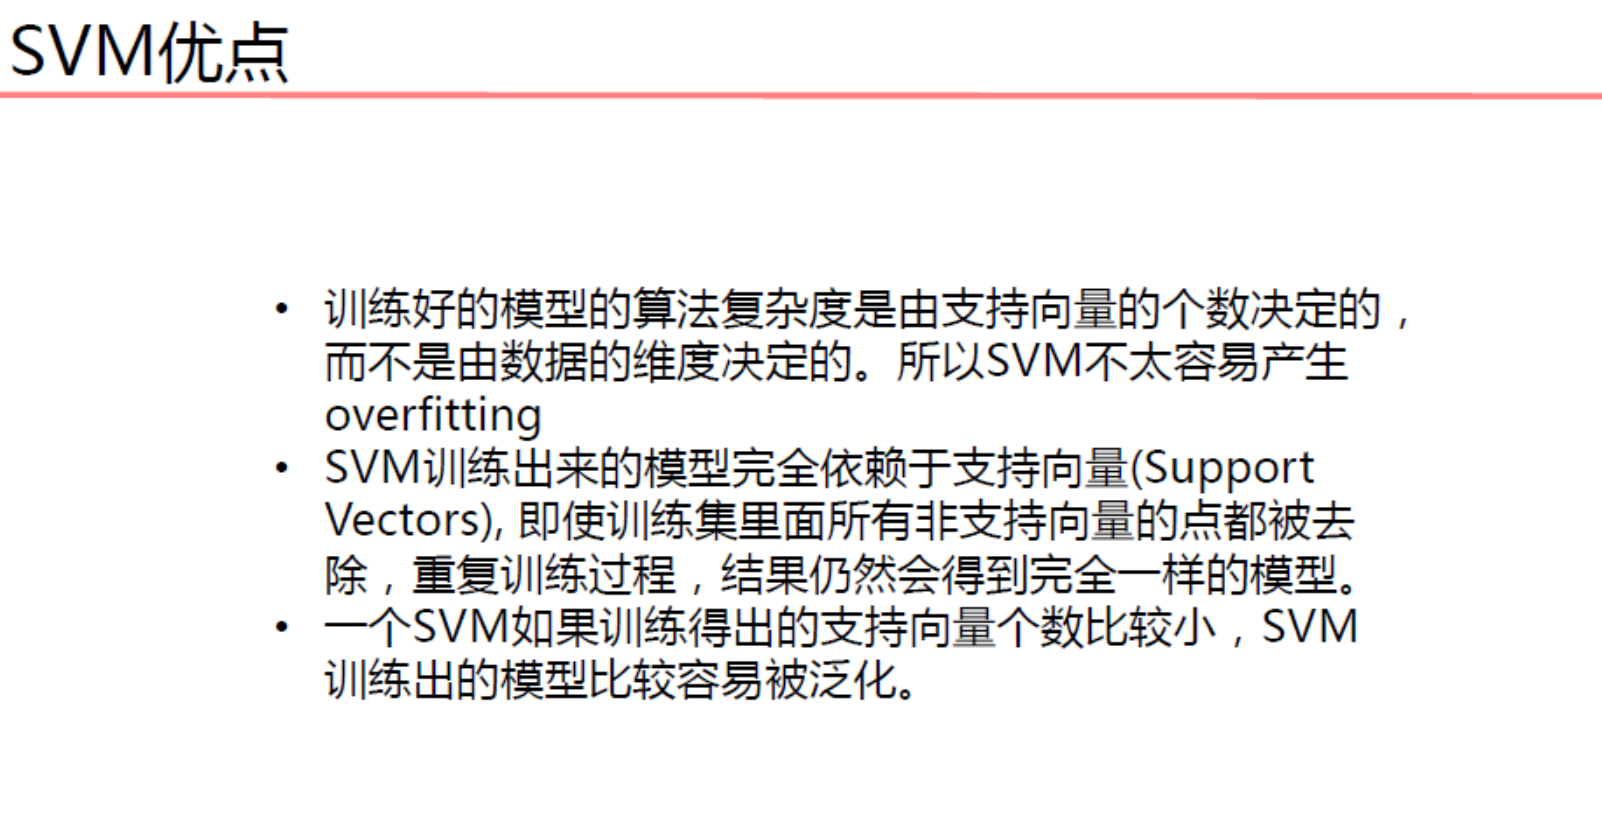 SVM优点
• 训练好的模型的算法复杂度是由支持向量的个数决定的，
而不是由数据的维度决定的。所以SVM不太容易产生
overfitting
• SVM训练出来的模型完全依赖于支持向量(Support
Vectors), 即使训练集里面所有非支持向量的点都被去
除，重复训练过程，结果仍然会得到完全一样的模型。
• 一个SVM如果训练得出的支持向量个数比较小，SVM
训练出的模型比较容易被泛化。